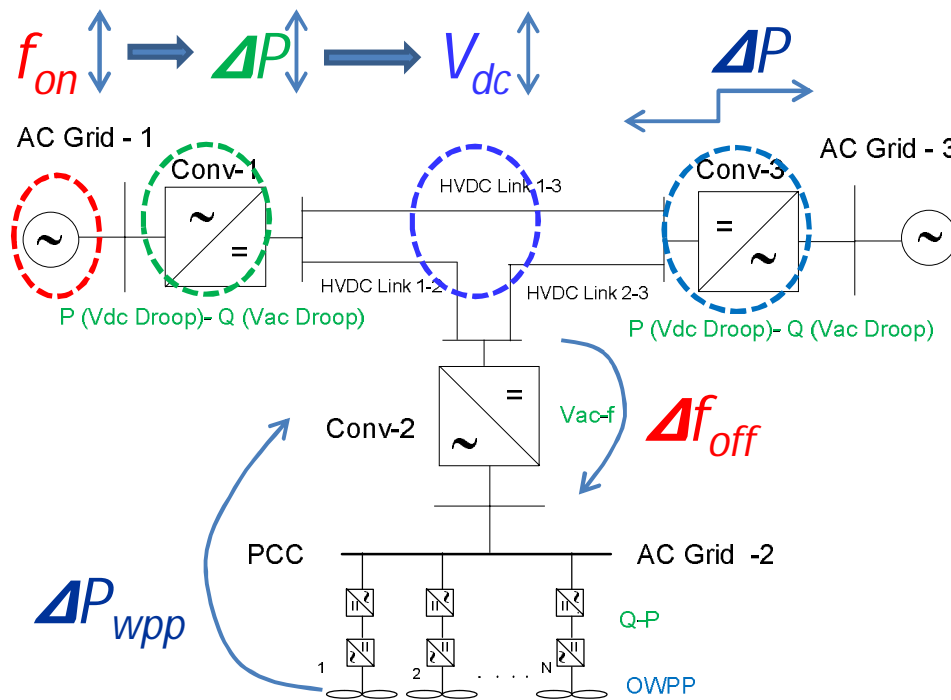 f_on ΔP V_dc
ΔP
AC Grid - 1
Conv-1
~
~
=
HVDC Link 1-3
Conv-3
=
~
AC Grid - 3
~
HVDC Link 1-2
HVDC Link 2-3
P (Vdc Droop)- Q (Vac Droop)
P (Vdc Droop)- Q (Vac Droop)
Conv-2
=
~
Vac-f
Δf_off
PCC
AC Grid -2
ΔP_wpp
= ~
= ~
= ~
Q-P
~ =
~ =
~ =
1
2
. . . .
N
OWPP